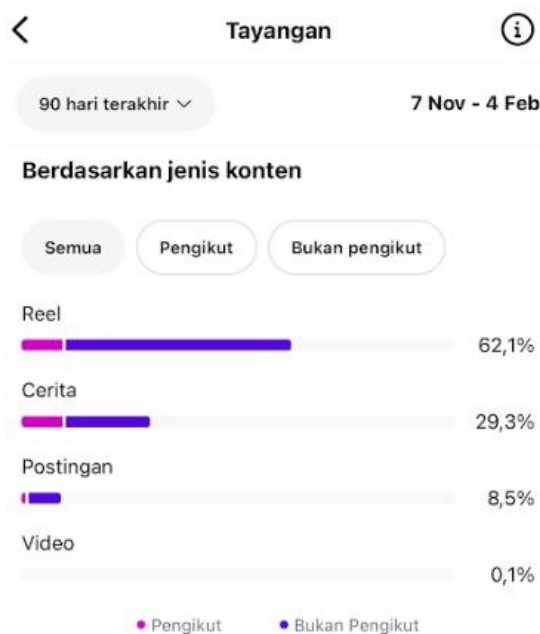 Tayangan
90 hari terakhir
7 Nov - 4 Feb
Berdasarkan jenis konten
Semua Pengikut Bukan pengikut
Reel
62,1%
Cerita
29,3%
Postingan
8,5%
Video
0,1%
Pengikut Bukan Pengikut